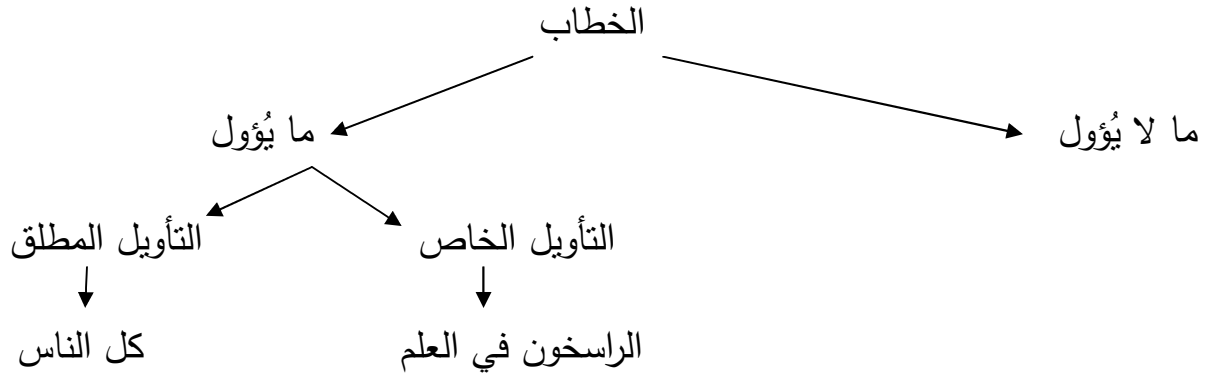 الخطاب
ما لا يُؤول
ما يُؤول
التأويل الخاص
التأويل المطلق
الراسخون في العلم
كل الناس